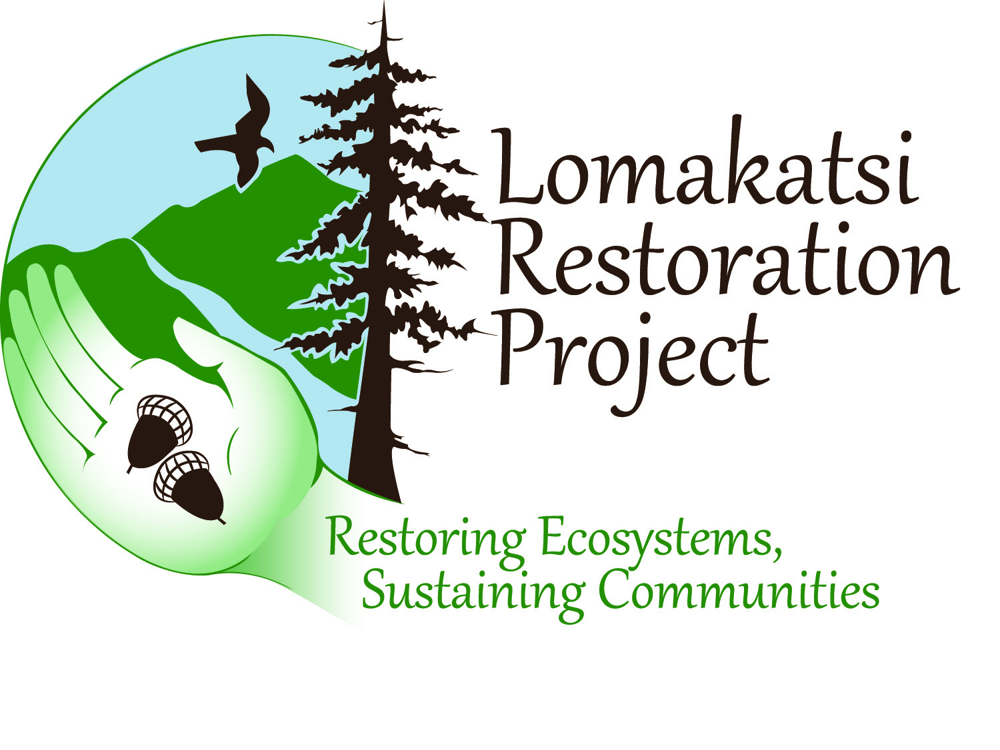 Lomakatsi
Restoration
Project
Restoring Ecosystems,
Sustaining Communities